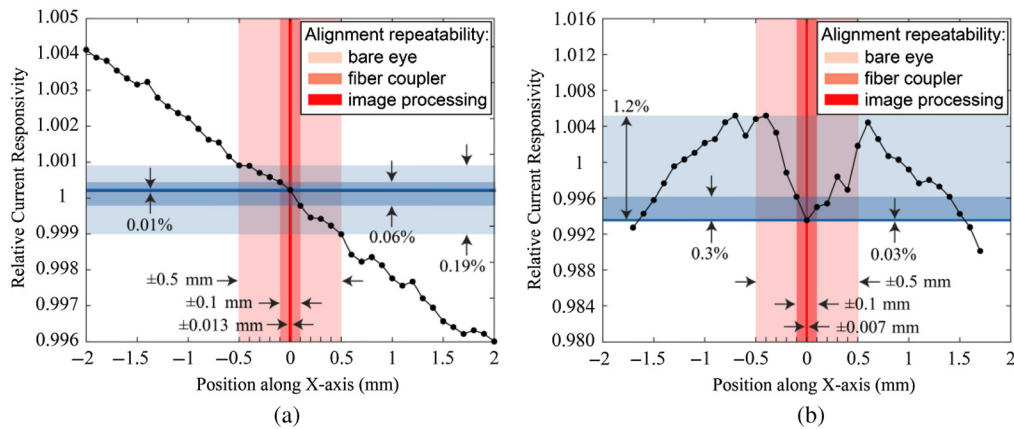 1.005
1.004
1.003
1.002
1.001
1
0.999
0.998
0.997
0.996
Relative Current Responsivity
Alignment repeatability:
bare eye
fiber coupler
image processing
0.01%
0.06%
0.19%
±0.5 mm
±0.1 mm
±0.013 mm
−2 −1.5 −1 −0.5 0 0.5 1 1.5 2
Position along X-axis (mm)
(a)
1.016
1.012
1.008
1.004
1
0.996
0.992
0.988
0.984
0.980
Relative Current Responsivity
Alignment repeatability:
bare eye
fiber coupler
image processing
1.2%
0.3%
0.03%
±0.5 mm
±0.1 mm
±0.007 mm
−2 −1.5 −1 −0.5 0 0.5 1 1.5 2
Position along X-axis (mm)
(b)